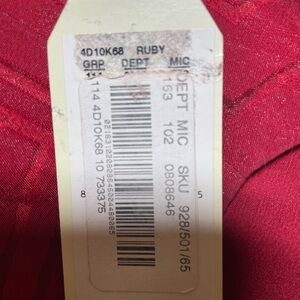 4D10K68 RUBY
GRP DEPT MIC
DEPT MIC SKU 928/501/65
153 102 0808646
114 4D10K68 10 733375
8
5